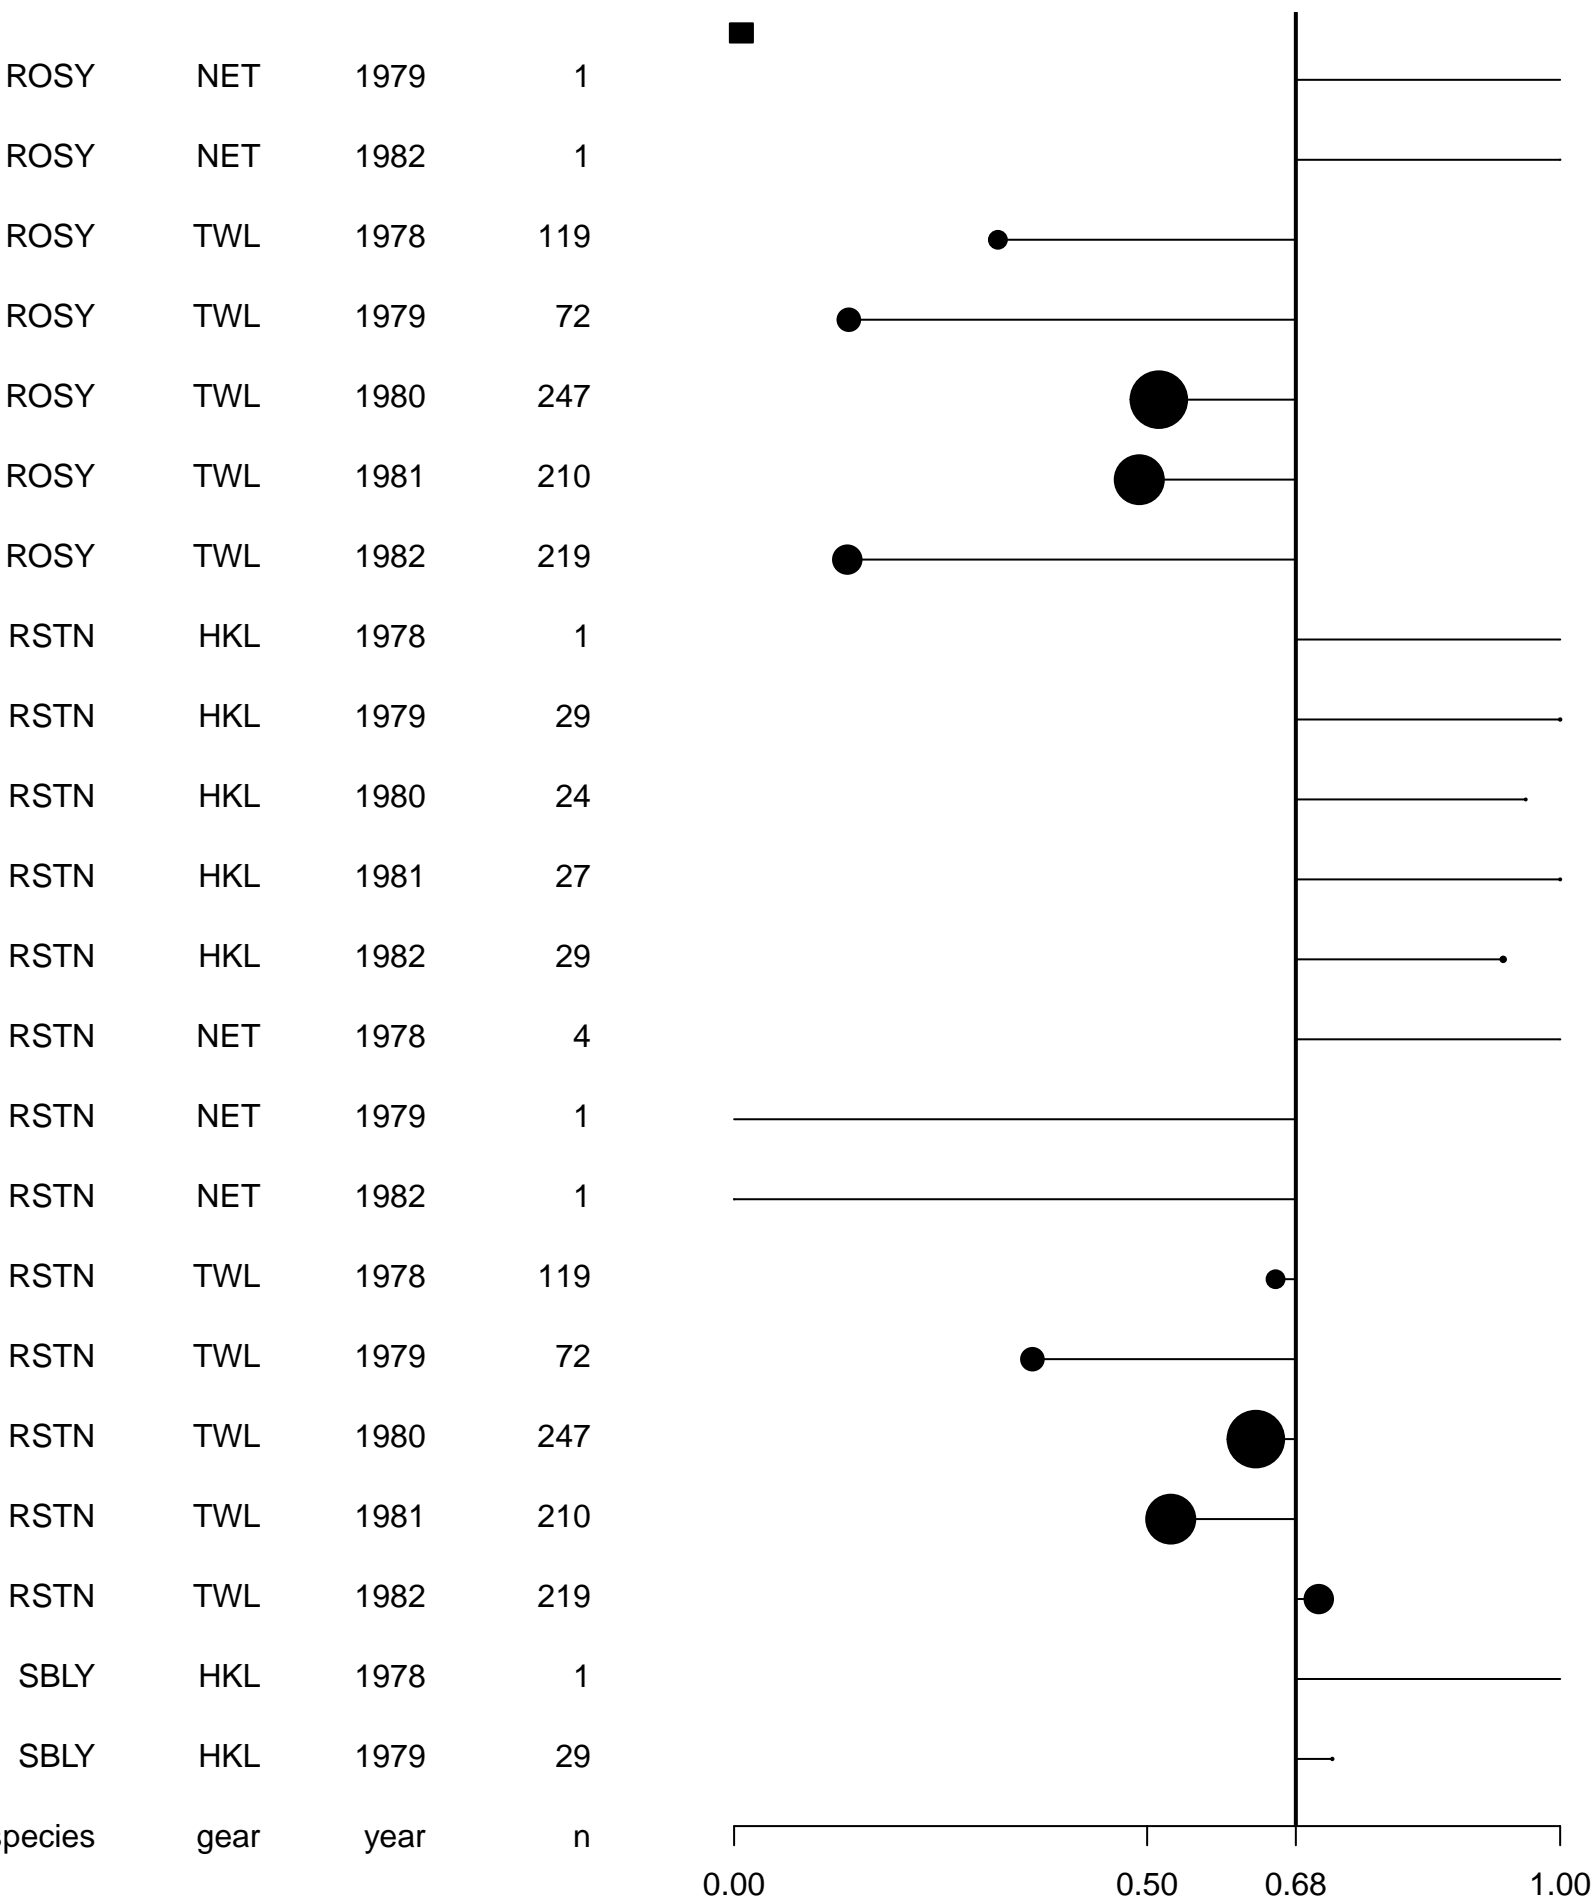 ROSY NET 1979 1
ROSY NET 1982 1
ROSY TWL 1978 119
ROSY TWL 1979 72
ROSY TWL 1980 247
ROSY TWL 1981 210
ROSY TWL 1982 219
RSTN HKL 1978 1
RSTN HKL 1979 29
RSTN HKL 1980 24
RSTN HKL 1981 27
RSTN HKL 1982 29
RSTN NET 1978 4
RSTN NET 1979 1
RSTN NET 1982 1
RSTN TWL 1978 119
RSTN TWL 1979 72
RSTN TWL 1980 247
RSTN TWL 1981 210
RSTN TWL 1982 219
SBLY HKL 1978 1
SBLY HKL 1979 29
species gear year n
0.00 0.50 0.68 1.00